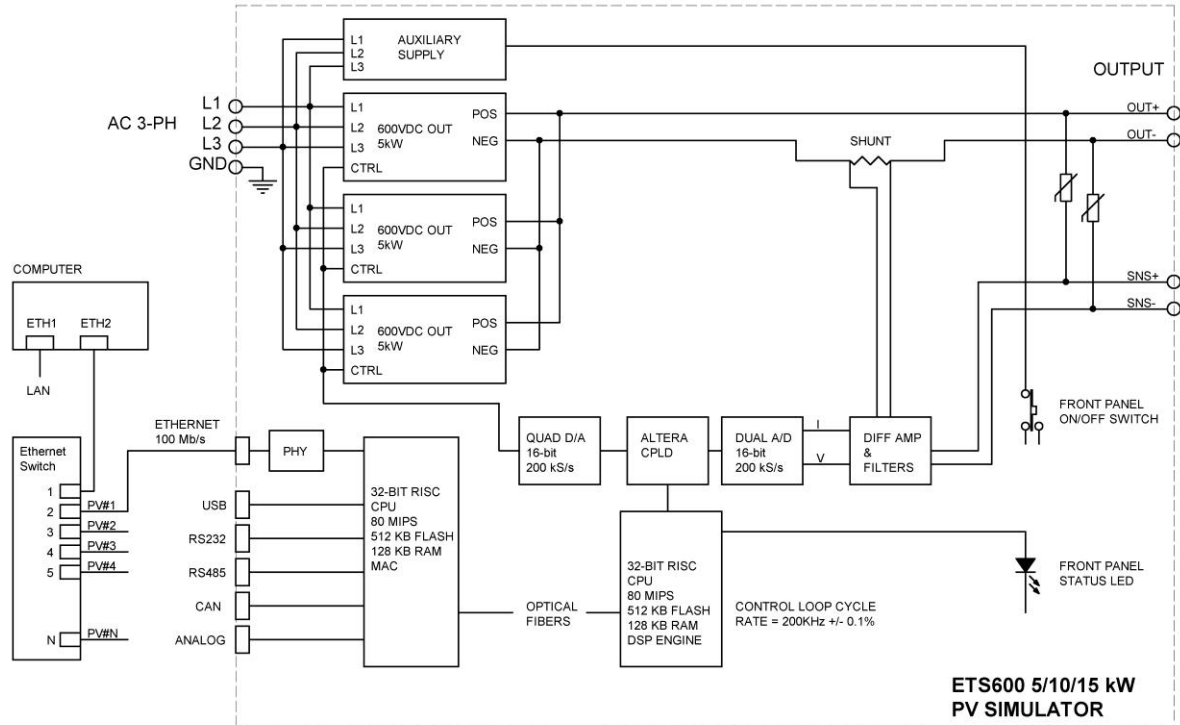 L1
L2
L3
AUXILIARY
SUPPLY
OUTPUT
AC 3-PH
L1
L2
L3
GND
L1
L2
L3
CTRL
600VDC OUT
5kW
POS
NEG
SHUNT
OUT+
OUT-
L1
L2
L3
CTRL
600VDC OUT
5kW
POS
NEG
SNS+
SNS-
L1
L2
L3
CTRL
600VDC OUT
5kW
POS
NEG
COMPUTER
ETH1
ETH2
LAN
ETHERNET
100 Mb/s
Ethernet
Switch
1
2
3
4
5
N
PV#1
PV#2
PV#3
PV#4
PV#N
PHY
USB
RS232
RS485
CAN
ANALOG
32-BIT RISC
CPU
80 MIPS
512 KB FLASH
128 KB RAM
MAC
QUAD D/A
16-bit
200 kS/s
ALTERA
CPLD
DUAL A/D
16-bit
200 kS/s
I
V
DIFF AMP
&
FILTERS
FRONT PANEL
ON/OFF SWITCH
OPTICAL
FIBERS
32-BIT RISC
CPU
80 MIPS
512 KB FLASH
128 KB RAM
DSP ENGINE
CONTROL LOOP CYCLE
RATE = 200KHz +/- 0.1%
FRONT PANEL
STATUS LED
ETS600 5/10/15 kW
PV SIMULATOR